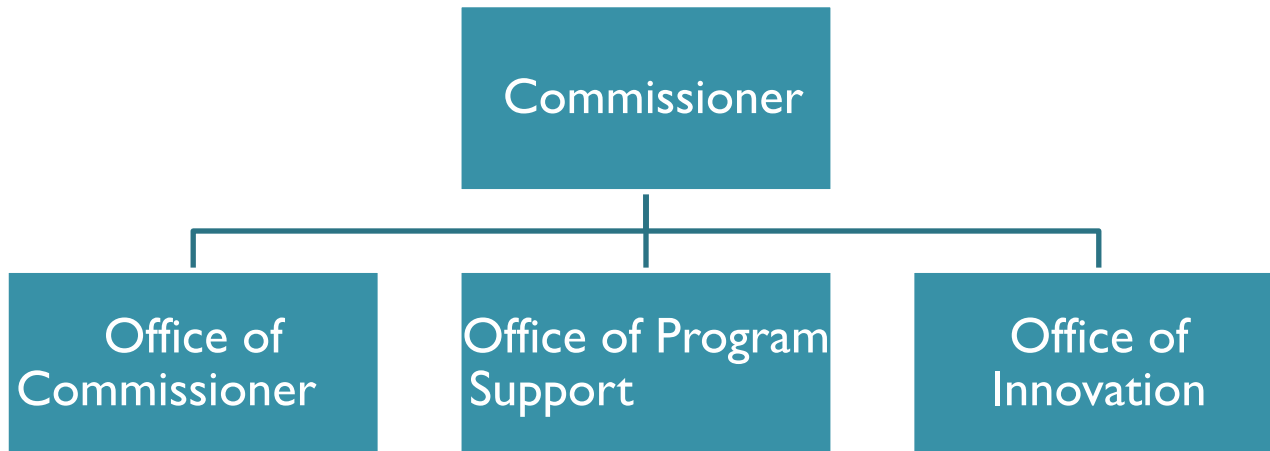 Commissioner
Office of
Commissioner
Office of Program
Support
Office of
Innovation